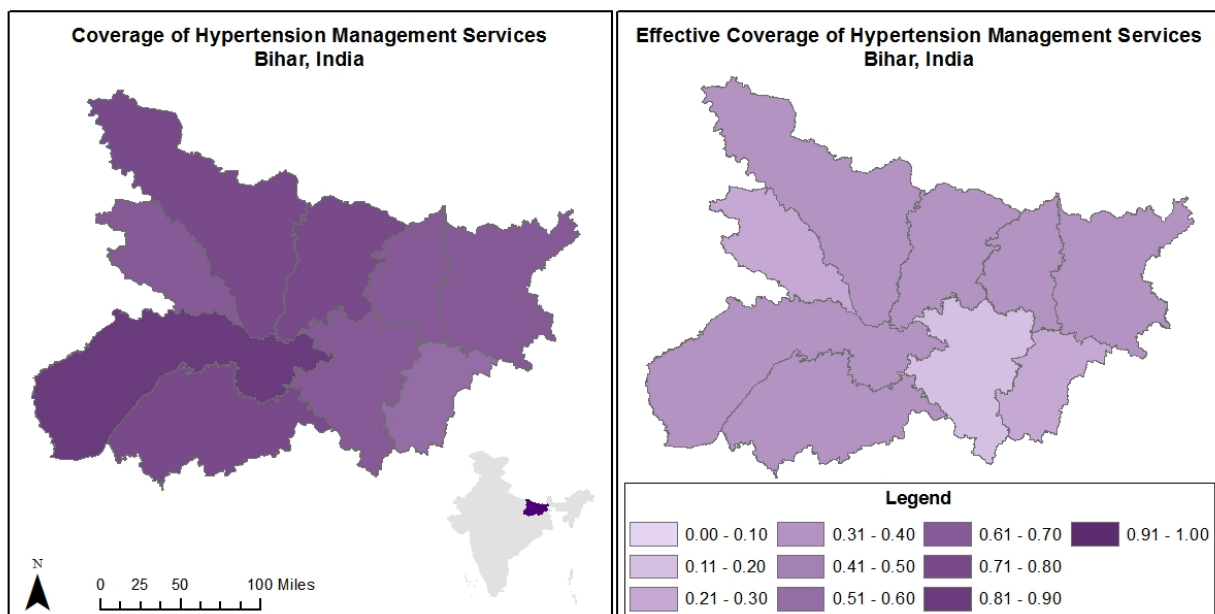 Coverage of Hypertension Management Services
Bihar, India
N
0 25 50 100 Miles
Effective Coverage of Hypertension Management Services
Bihar, India
Legend
0.00 - 0.10
0.11 - 0.20
0.21 - 0.30
0.31 - 0.40
0.41 - 0.50
0.51 - 0.60
0.61 - 0.70
0.71 - 0.80
0.81 - 0.90
0.91 - 1.00